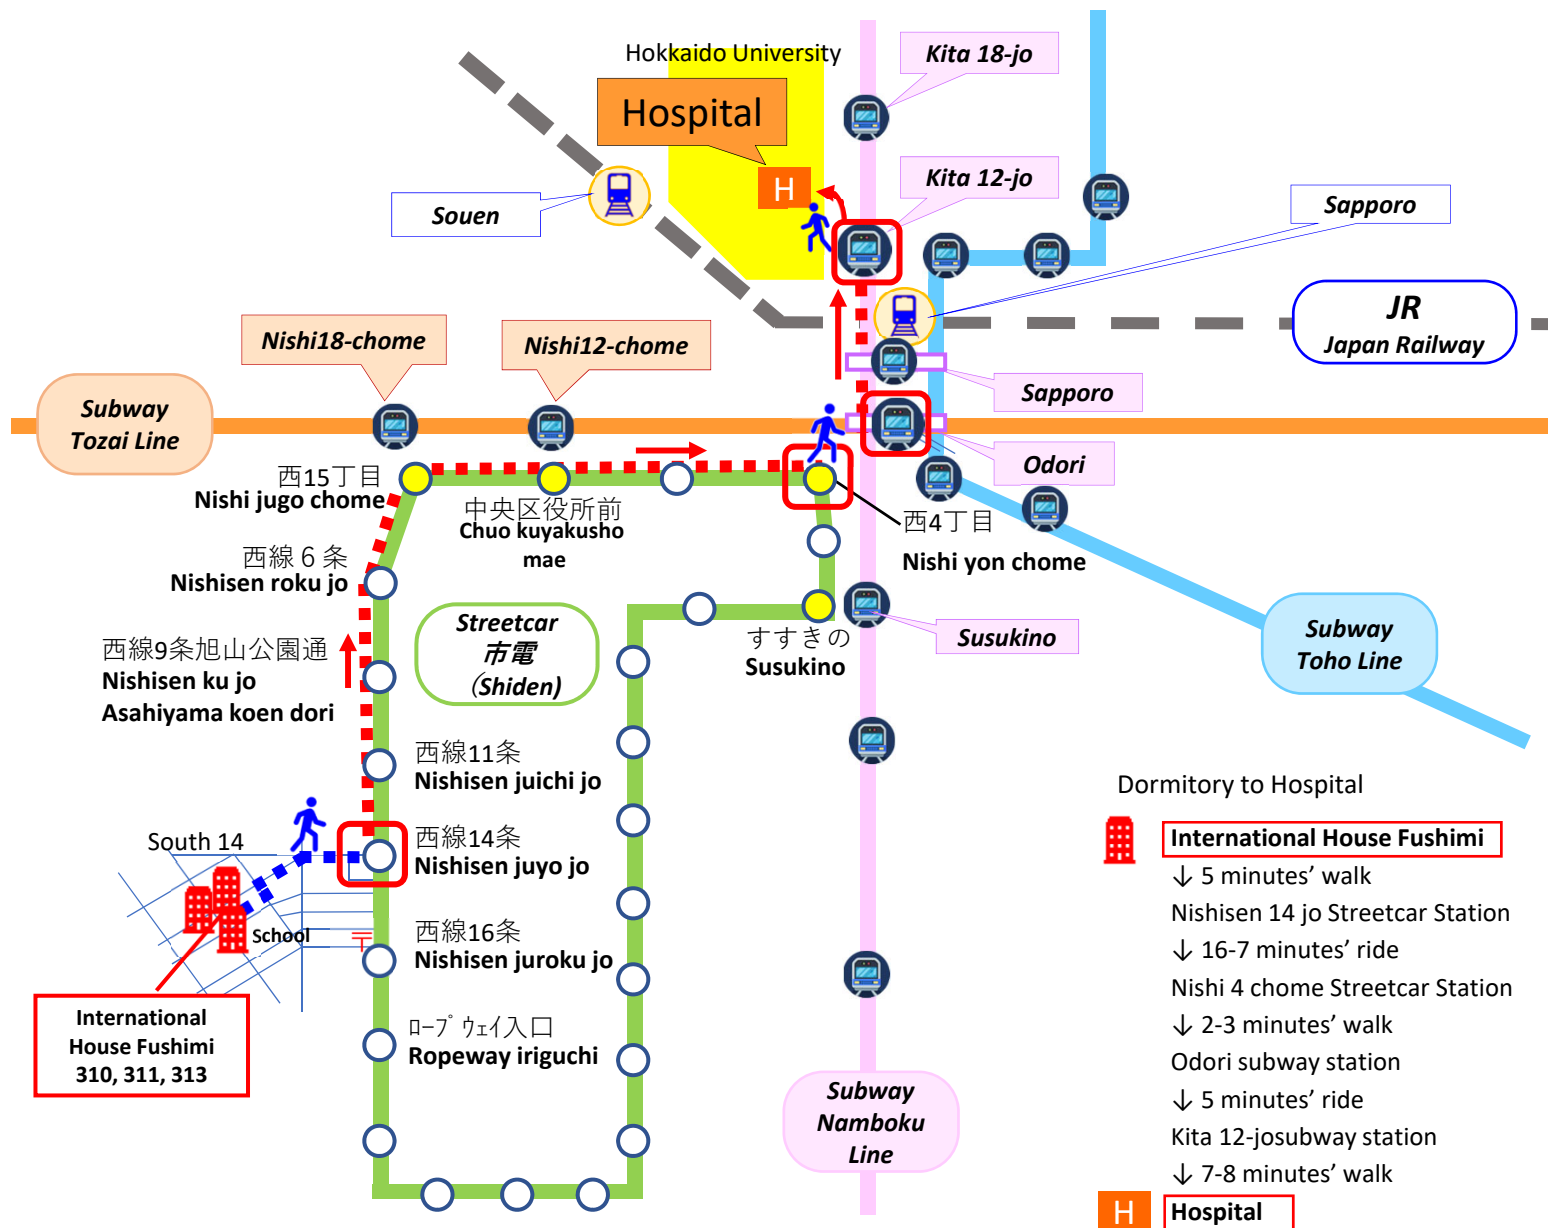 Hokkaido University
Kita 18-jo
Hospital
H
Kita 12-jo
Souen
Sapporo
JR
Japan Railway
Nishi18-chome
Nishi12-chome
Sapporo
Subway
Tozai Line
Odori
西15丁目
Nishi jugo chome
中央区役所前
Chuo kuyakusho
mae
西4丁目
Nishi yon chome
西線６条
Nishisen roku jo
Streetcar
市電
（Shiden)
すすきの
Susukino
Susukino
Subway
Toho Line
西線9条旭山公園通
Nishisen ku jo
Asahiyama koen dori
西線11条
Nishisen juichi jo
South 14
西線14条
Nishisen juyo jo
School
〒
西線16条
Nishisen juroku jo
International
House Fushimi
310, 311, 313
ﾛｰﾌﾟｳｪｲ入口
Ropeway iriguchi
Subway
Namboku
Line
Dormitory to Hospital
International House Fushimi
↓ 5 minutes’ walk
Nishisen 14 jo Streetcar Station
↓ 16-7 minutes’ ride
Nishi 4 chome Streetcar Station
↓ 2-3 minutes’ walk
Odori subway station
↓ 5 minutes’ ride
Kita 12-josubway station
↓ 7-8 minutes’ walk
H Hospital